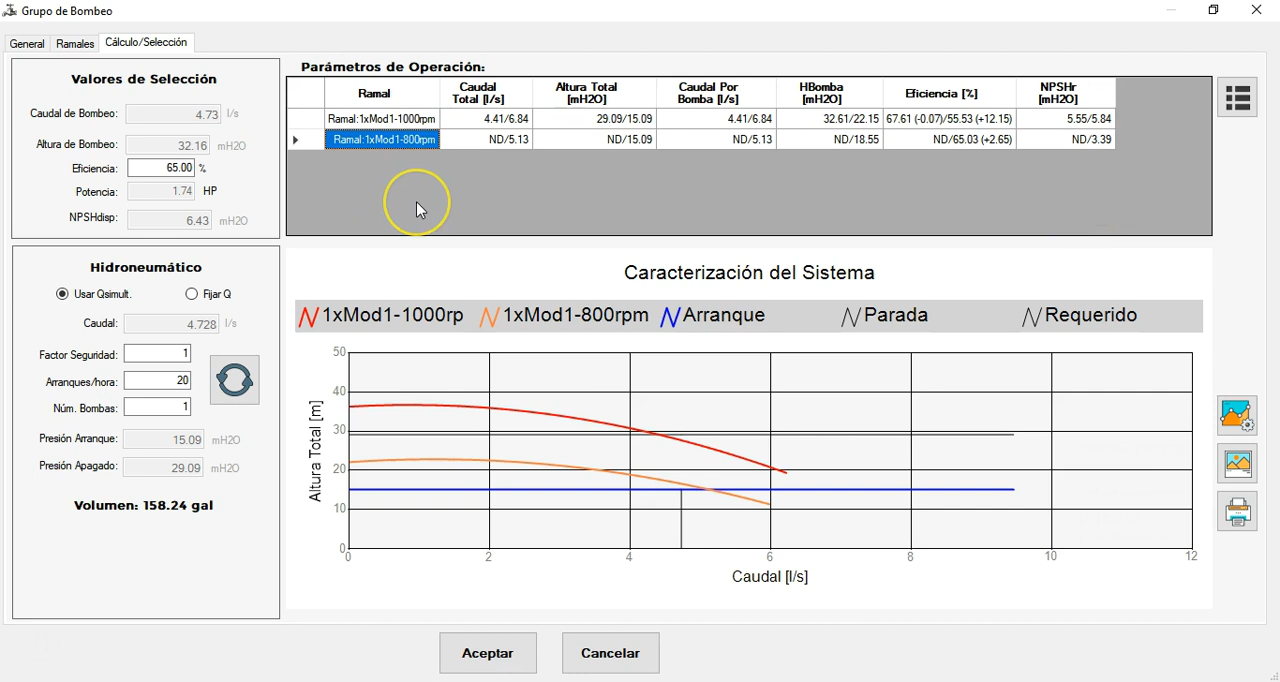 Grupo de Bombeo
General Ramales Cálculo/Selección
Valores de Selección
Caudal de Bombeo: 4.73 l/s
Altura de Bombeo: 32.16 mH2O
Eficiencia: 65.00 %
Potencia: 1.74 HP
NPSHdisp: 6.43 mH2O
Hidroneumático
Usar Qsimult. Fijar Q
Caudal: 4.728 l/s
Factor Seguridad: 1
Arranques/hora: 20
Núm. Bombas: 1
Presión Arranque: 15.09 mH2O
Presión Apagado: 29.09 mH2O
Volumen: 158.24 gal
Parámetros de Operación:
Ramal Caudal Total [l/s] Altura Total [mH2O] Caudal Por Bomba [l/s] HBomba [mH2O] Eficiencia [%] NPSHr [mH2O]
Ramal:1xMod1-1000rpm 4.41/6.84 29.09/15.09 4.41/6.84 32.61/22.15 67.61 (-0.07)/55.53 (+12.15) 5.55/5.84
Ramal:1xMod1-800rpm ND/5.13 ND/15.09 ND/5.13 ND/18.55 ND/65.03 (+2.65) ND/3.39
Caracterización del Sistema
1xMod1-1000rp 1xMod1-800rpm Arranque Parada Requerido
50
40
30
20
10
0
Altura Total [m]
0 2 4 6 8 10 12
Caudal [l/s]
Aceptar Cancelar